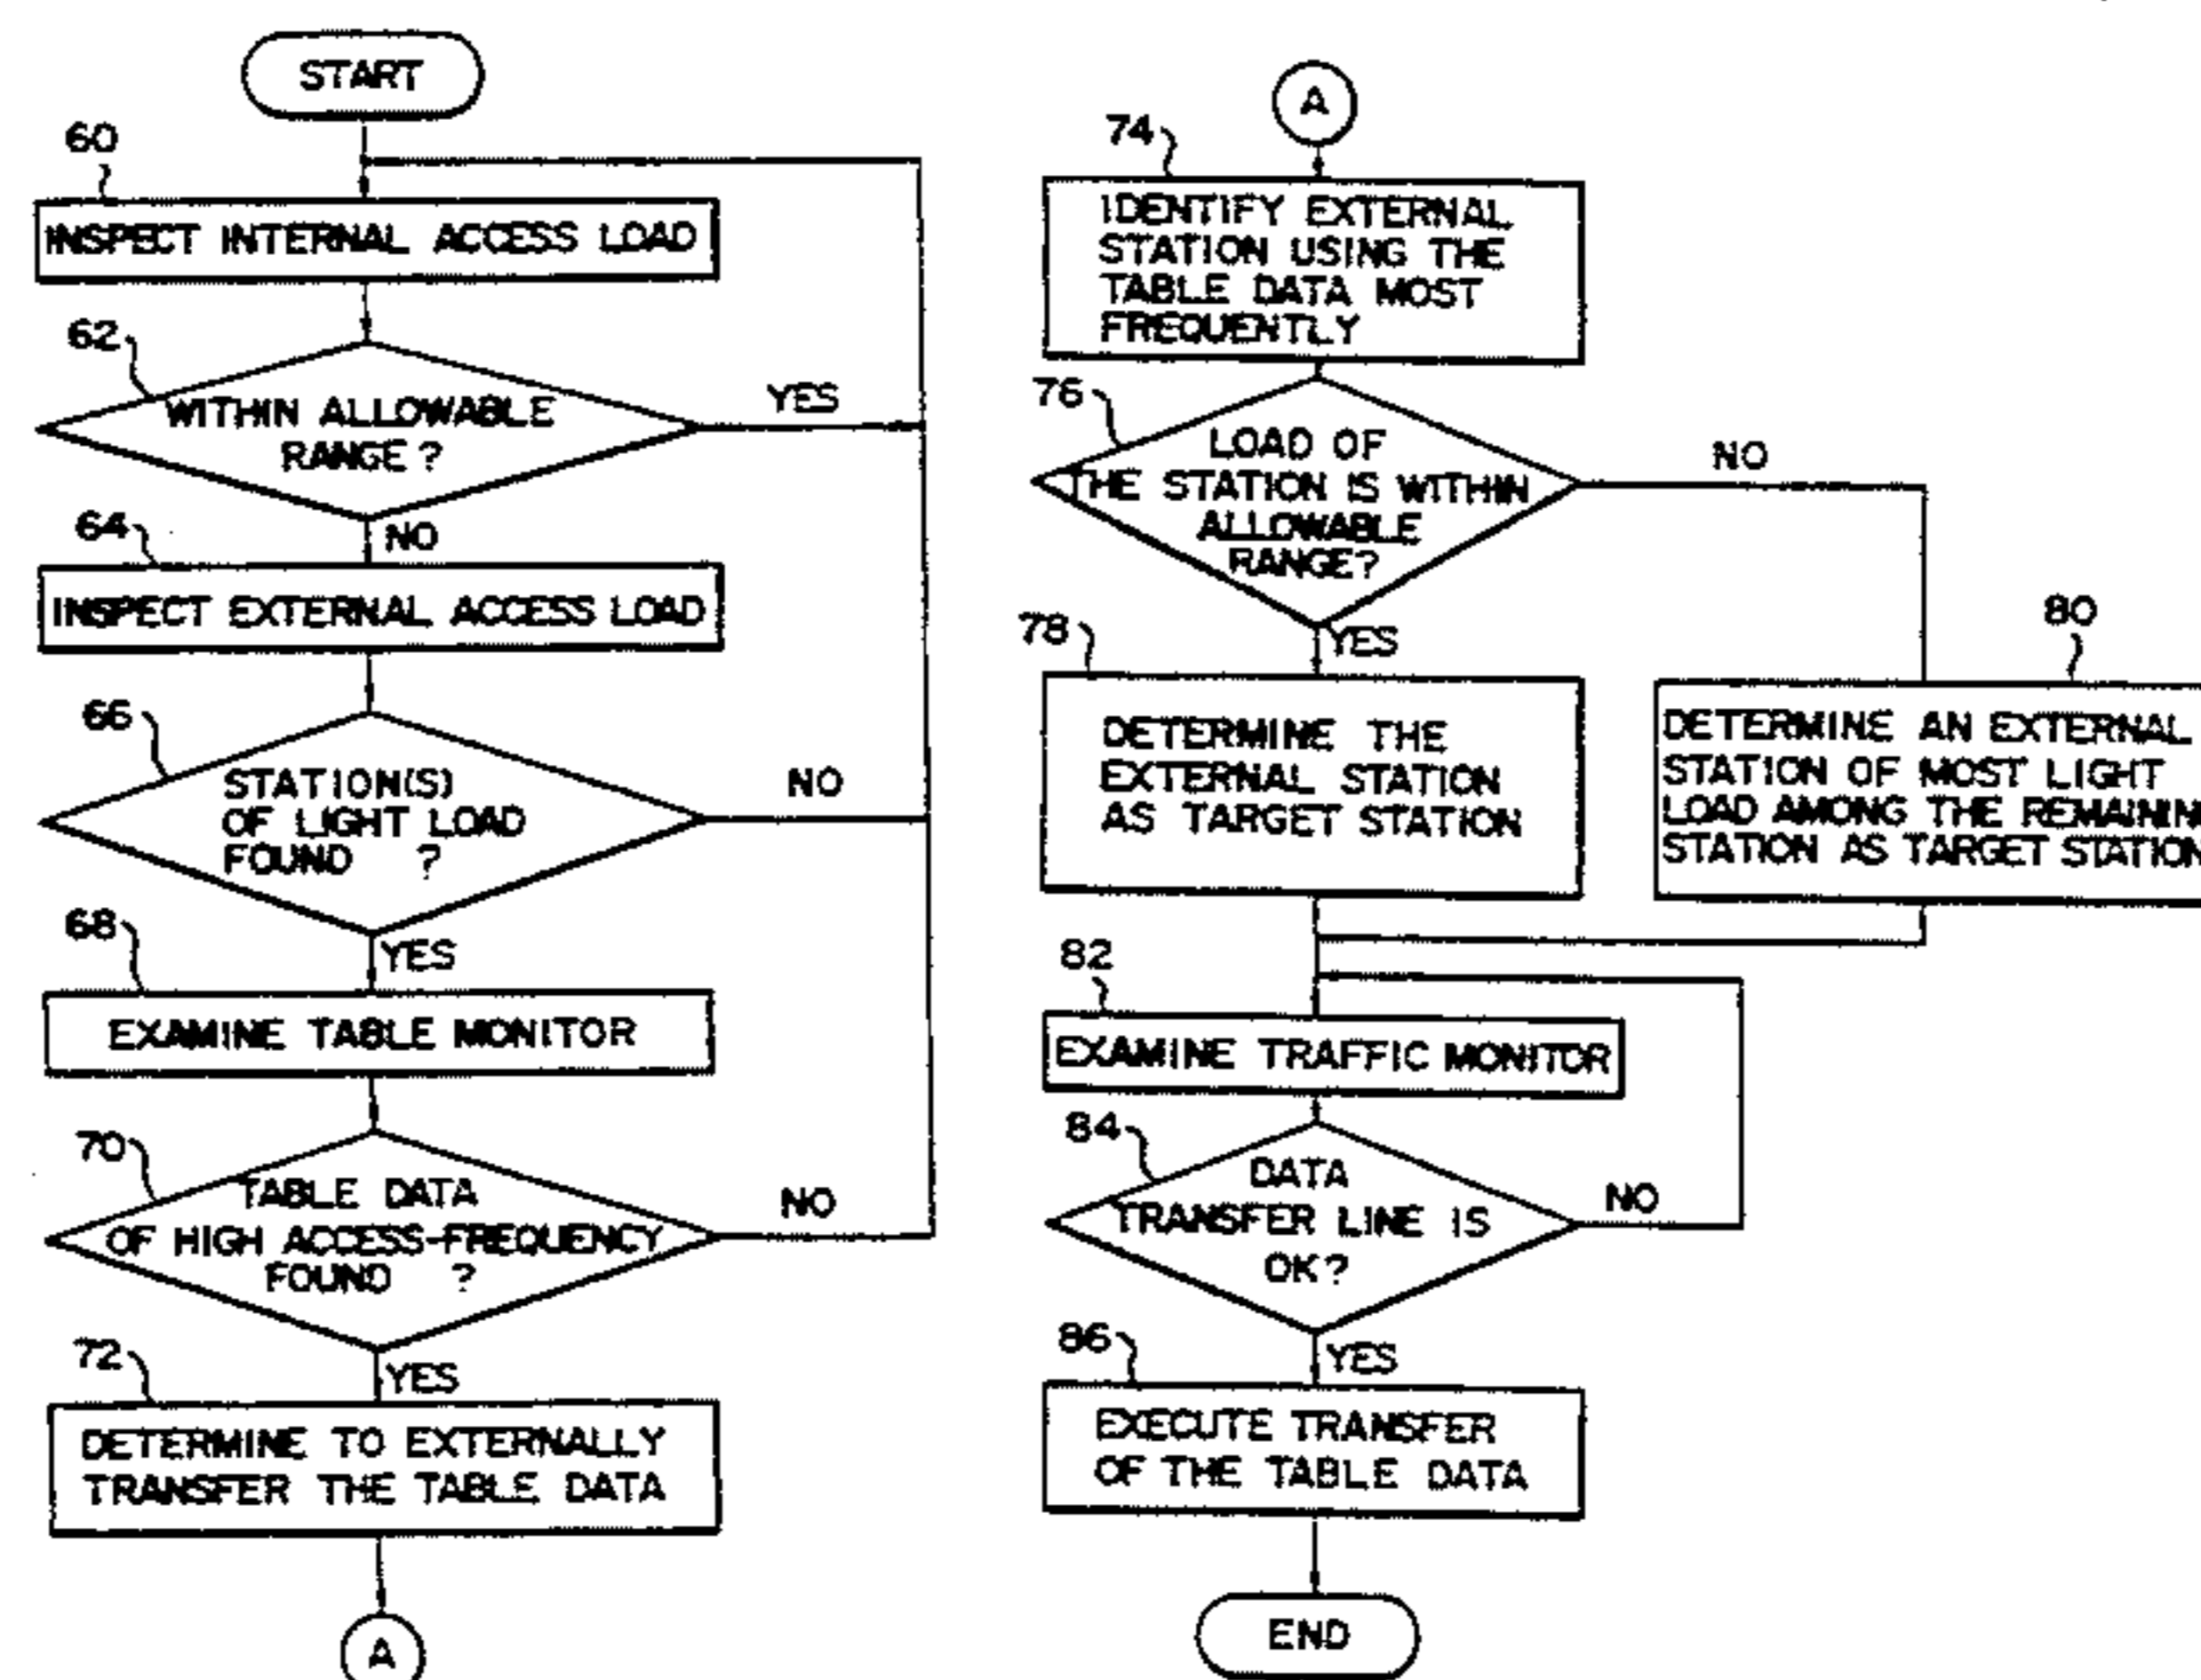 START
60
INSPECT INTERNAL ACCESS LOAD
62
WITHIN ALLOWABLE
RANGE?
YES
NO
64
INSPECT EXTERNAL ACCESS LOAD
66
STATION(S)
OF LIGHT LOAD
FOUND ?
NO
YES
68
EXAMINE TABLE MONITOR
70
TABLE DATA
OF HIGH ACCESS-FREQUENCY
FOUND ?
NO
YES
72
DETERMINE TO EXTERNALLY
TRANSFER THE TABLE DATA
A
A
74
IDENTIFY EXTERNAL
STATION USING THE
TABLE DATA MOST
FREQUENTLY
76
LOAD OF
THE STATION IS WITHIN
ALLOWABLE
RANGE?
NO
YES
78
DETERMINE THE
EXTERNAL STATION
AS TARGET STATION
80
DETERMINE AN EXTERNAL
STATION OF MOST LIGHT
LOAD AMONG THE REMAININ
STATION AS TARGET STATION
82
EXAMINE TRAFFIC MONITOR
84
DATA
TRANSFER LINE IS
OK?
NO
YES
86
EXECUTE TRANSFER
OF THE TABLE DATA
END